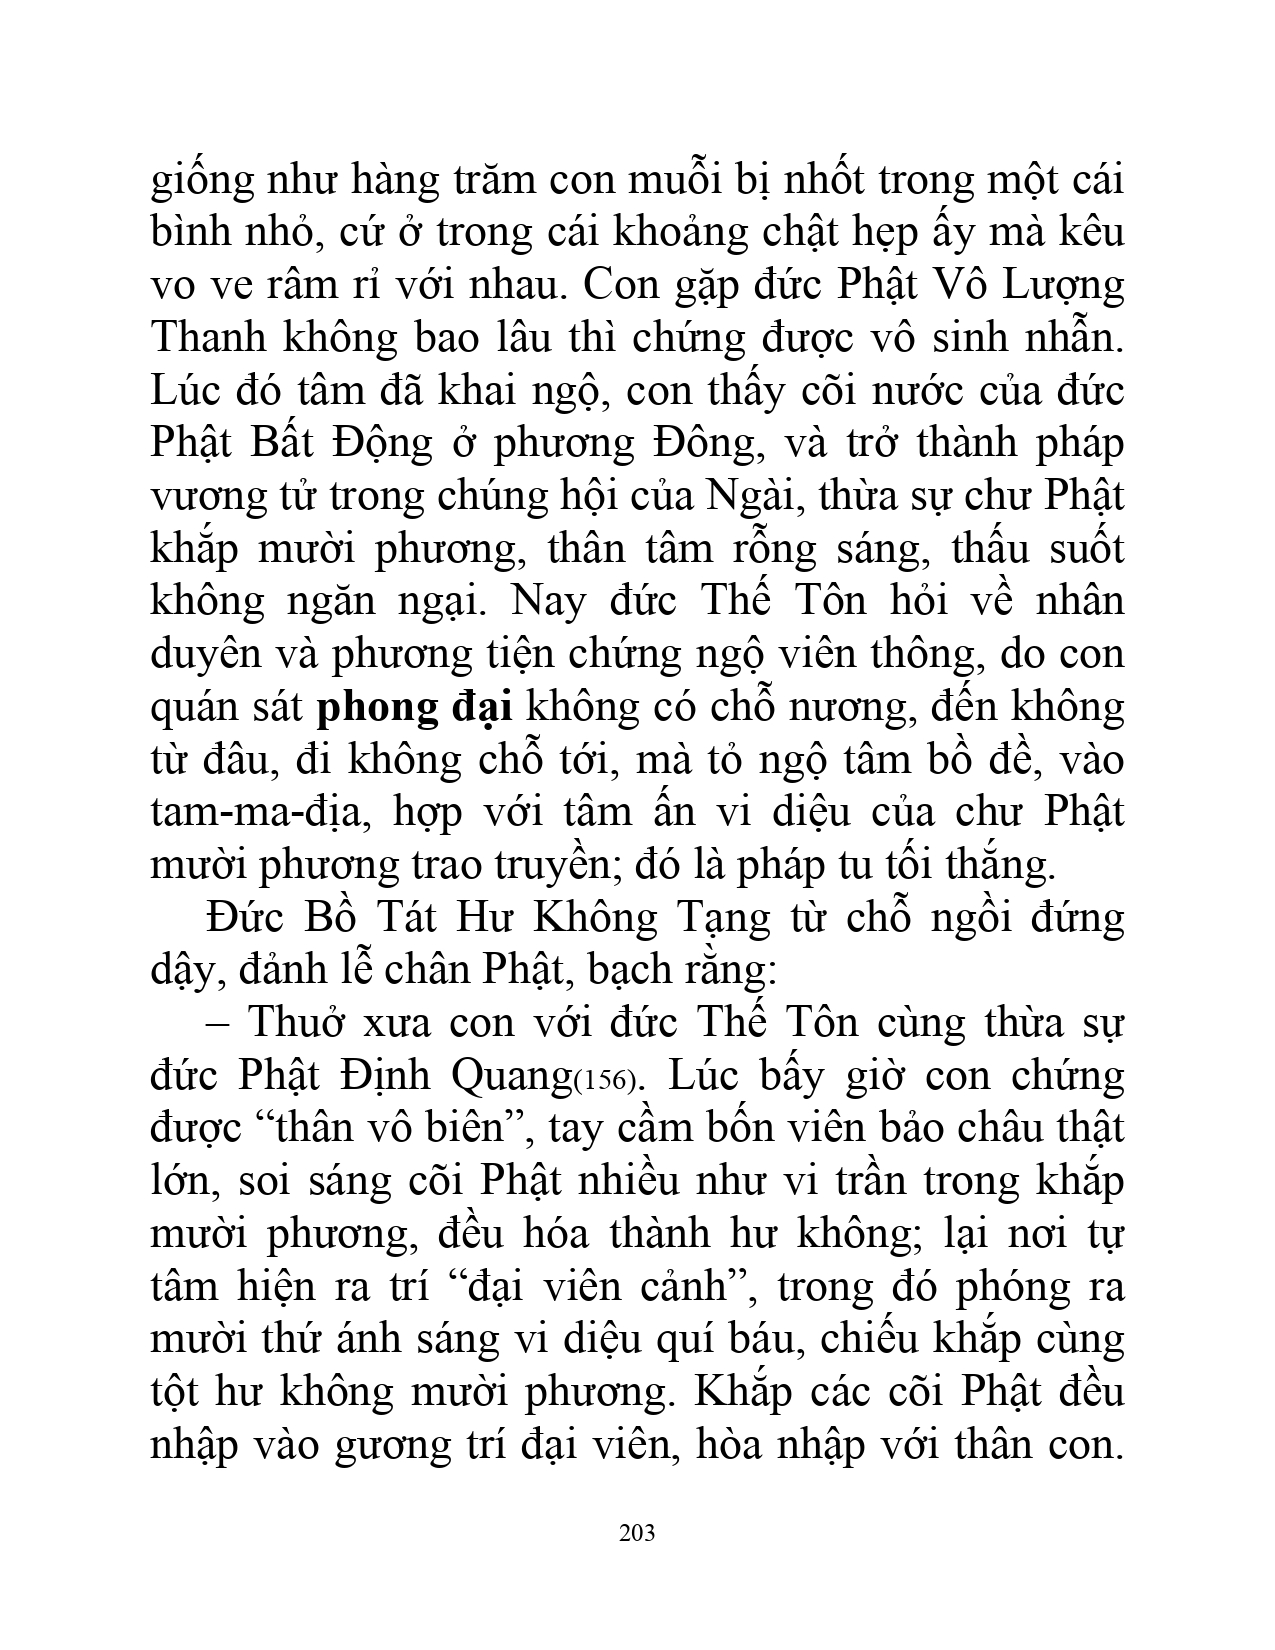 giống như hàng trăm con muỗi bị nhốt trong một cái
bình nhỏ, cứ ở trong cái khoảng chật hẹp ấy mà kêu
vo ve râm rỉ với nhau. Con gặp đức Phật Vô Lượng
Thanh không bao lâu thì chứng được vô sinh nhẫn.
Lúc đó tâm đã khai ngộ, con thấy cõi nước của đức
Phật Bất Động ở phương Đông, và trở thành pháp
vương tử trong chúng hội của Ngài, thừa sự chư Phật
khắp mười phương, thân tâm rỗng sáng, thấu suốt
không ngăn ngại. Nay đức Thế Tôn hỏi về nhân
duyên và phương tiện chứng ngộ viên thông, do con
quán sát phong đại không có chỗ nương, đến không
từ đâu, đi không chỗ tới, mà tỏ ngộ tâm bồ đề, vào
tam-ma-địa, hợp với tâm ấn vi diệu của chư Phật
mười phương trao truyền; đó là pháp tu tối thắng.
Đức Bồ Tát Hư Không Tạng từ chỗ ngồi đứng
dậy, đảnh lễ chân Phật, bạch rằng:
– Thuở xưa con với đức Thế Tôn cùng thừa sự
đức Phật Định Quang(156). Lúc bấy giờ con chứng
được “thân vô biên”, tay cầm bốn viên bảo châu thật
lớn, soi sáng cõi Phật nhiều như vi trần trong khắp
mười phương, đều hóa thành hư không; lại nơi tự
tâm hiện ra trí “đại viên cảnh”, trong đó phóng ra
mười thứ ánh sáng vi diệu quí báu, chiếu khắp cùng
tột hư không mười phương. Khắp các cõi Phật đều
nhập vào gương trí đại viên, hòa nhập với thân con.
203